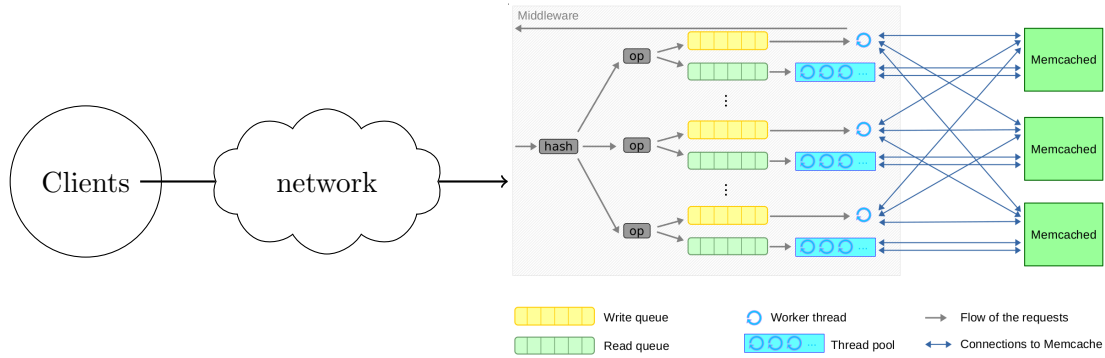 Middleware
Clients
network
hash
op
op
op
...
...
...
Memcached
Memcached
Memcached
Write queue
Read queue
Worker thread
...
Thread pool
Flow of the requests
Connections to Memcache